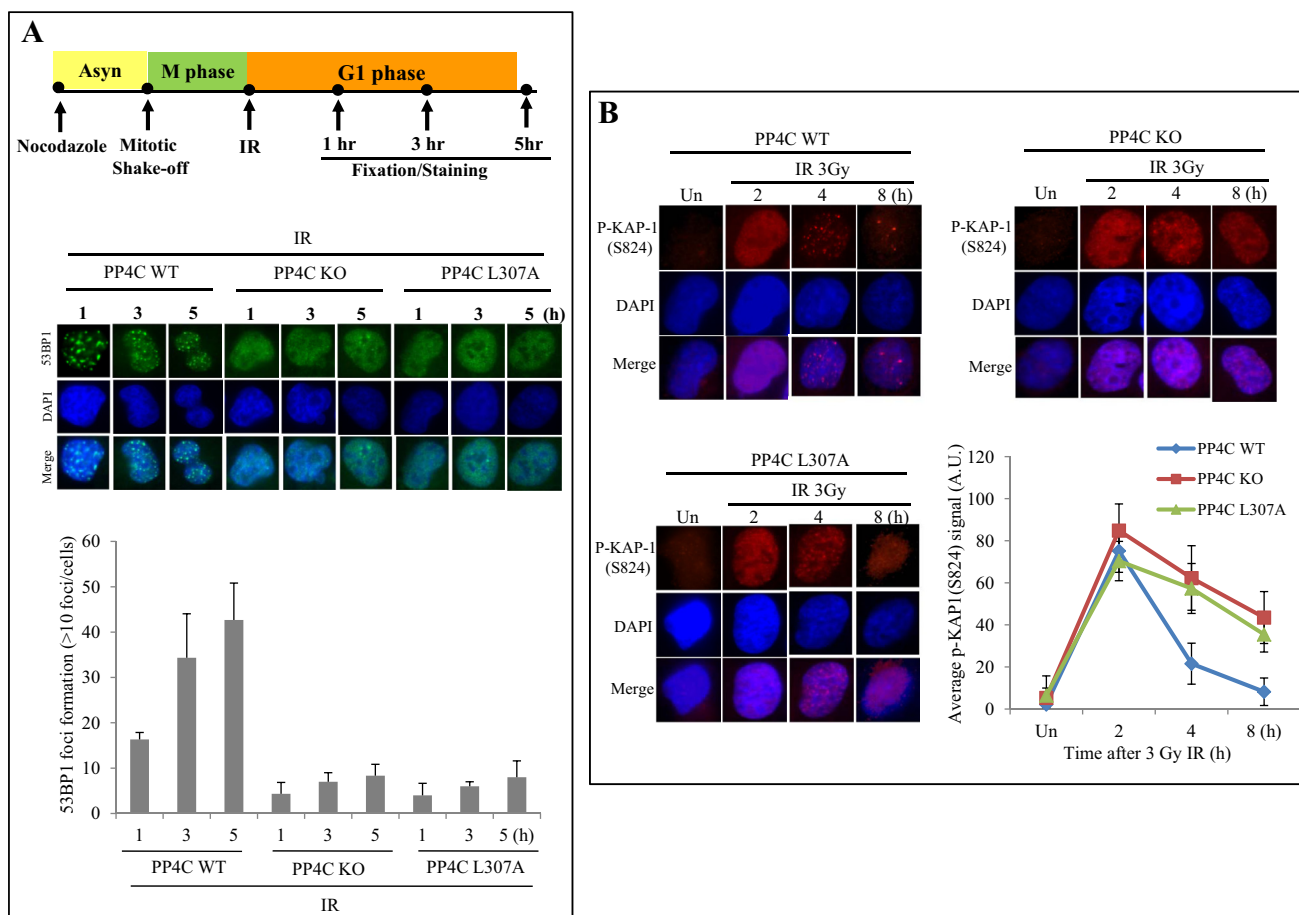 A
Asyn M phase G1 phase
Nocodazole Mitotic Shake-off IR 1 hr 3 hr 5hr
Fixation/Staining
IR
PP4C WT PP4C KO PP4C L307A
1 3 5 1 3 5 1 3 5 (h)
53BP1
DAPI
Merge
53BP1 foci formation (>10 foci/cells)
60
50
40
30
20
10
0
1 3 5 1 3 5 1 3 5 (h)
PP4C WT PP4C KO PP4C L307A
IR
B
PP4C WT
IR 3Gy
Un 2 4 8 (h)
P-KAP-1
(S824)
DAPI
Merge
PP4C KO
IR 3Gy
Un 2 4 8 (h)
P-KAP-1
(S824)
DAPI
Merge
PP4C L307A
IR 3Gy
Un 2 4 8 (h)
P-KAP-1
(S824)
DAPI
Merge
Average p-KAP1(S824) signal (A.U.)
120
100
80
60
40
20
0
PP4C WT
PP4C KO
PP4C L307A
Un 2 4 8 (h)
Time after 3 Gy IR (h)